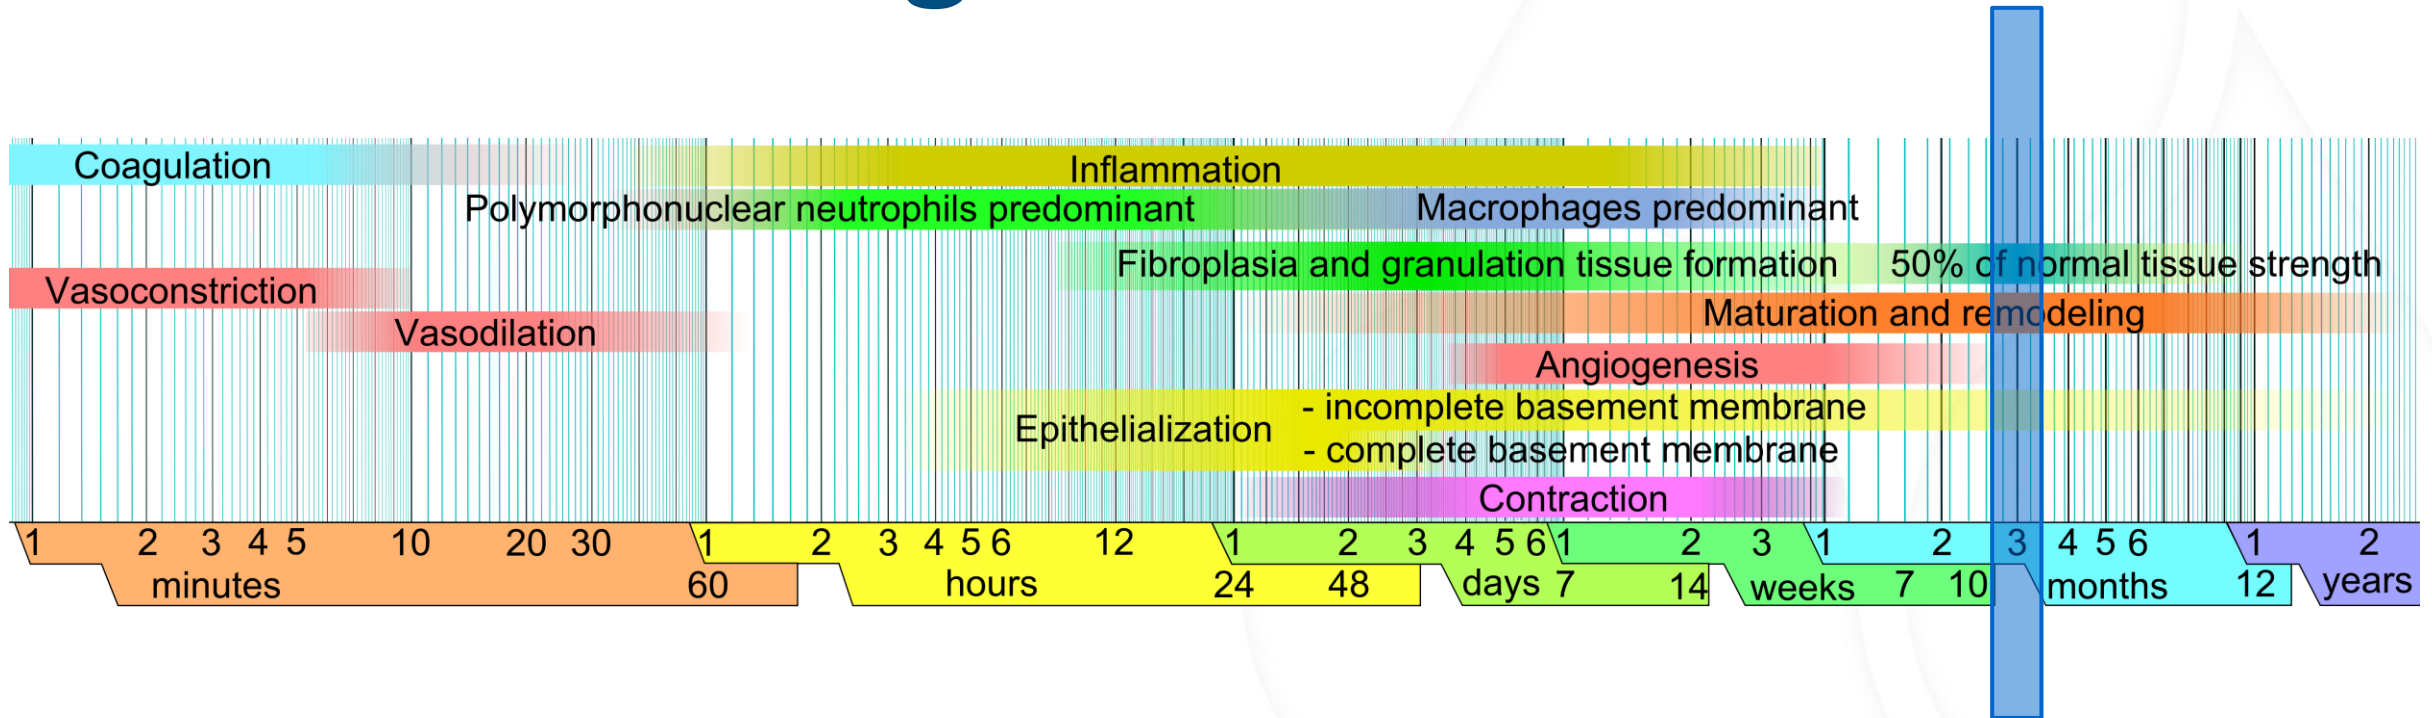 Coagulation
Inflammation
Polymorphonuclear neutrophils predominant
Macrophages predominant
Fibroplasia and granulation tissue formation
50% of normal tissue strength
Vasoconstriction
Maturation and remodeling
Vasodilation
Angiogenesis
Epithelialization
- incomplete basement membrane
- complete basement membrane
Contraction
1 2 3 4 5 10 20 30 1 2 3 4 5 6 12 1 2 3 4 5 6 1 2 3 1 2 3 4 5 6 1 2
minutes 60 hours 24 48 days 7 14 weeks 7 10 months 12 years